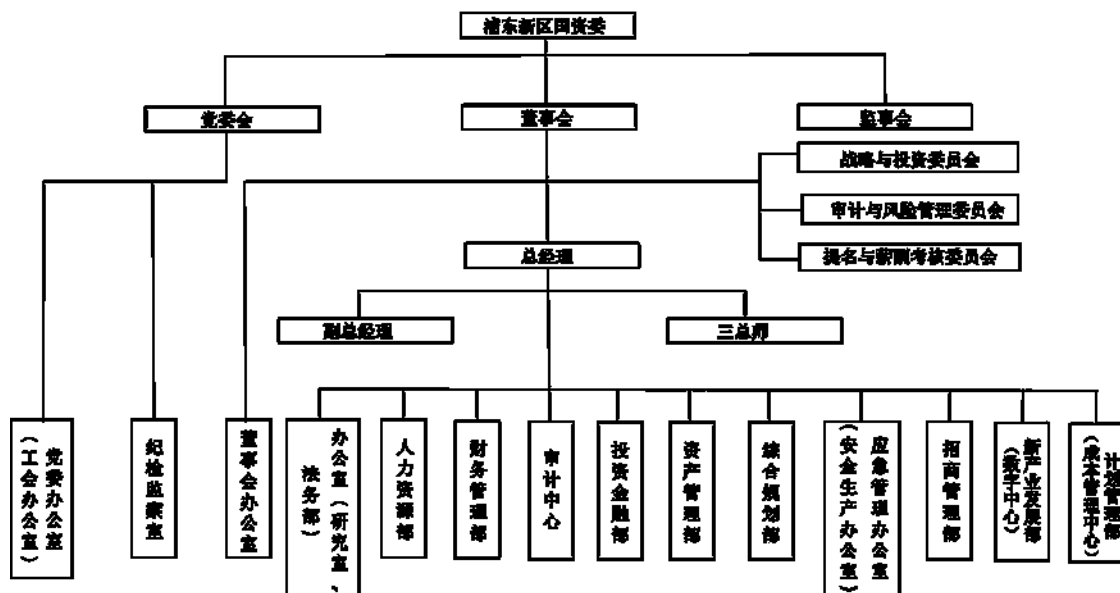 浦东新区国资委
党委会
董事会
监事会
战略与投资委员会
审计与风险管理委员会
提名与薪酬考核委员会
总经理
副总经理
三总师
党委办公室
(工会办公室)
纪检监察室
董事会办公室
办公室(研究室、
法务部)
人力资源部
财务管理部
审计中心
投资金融部
资产管理部
综合规划部
应急管理办公室
(安全生产办公室)
招商管理部
新产业发展部
(数字中心)
计划管理部
(成本管理中心)